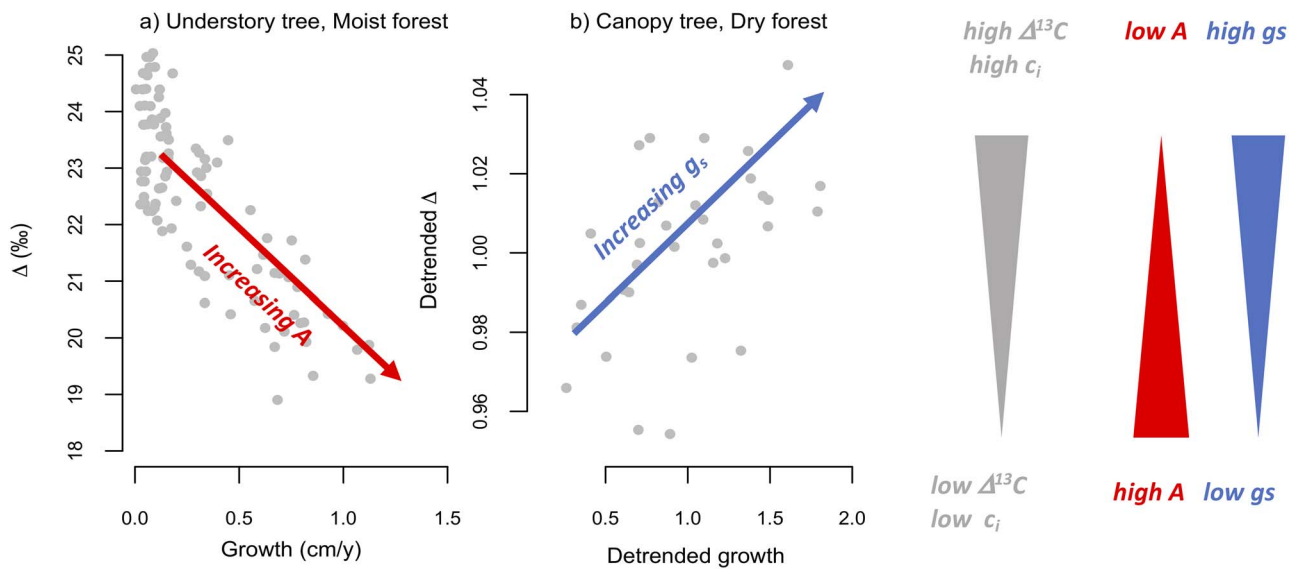 a) Understory tree, Moist forest
Δ (‰)
25
24
23
22
21
20
19
18
Increasing A
0.0 0.5 1.0 1.5
Growth (cm/y)
b) Canopy tree, Dry forest
Detrended Δ
1.04
1.02
1.00
0.98
0.96
Increasing gs
0.5 1.0 1.5 2.0
Detrended growth
high Δ¹³C
high ci
low A high gs
low Δ¹³C
low ci
high A low gs